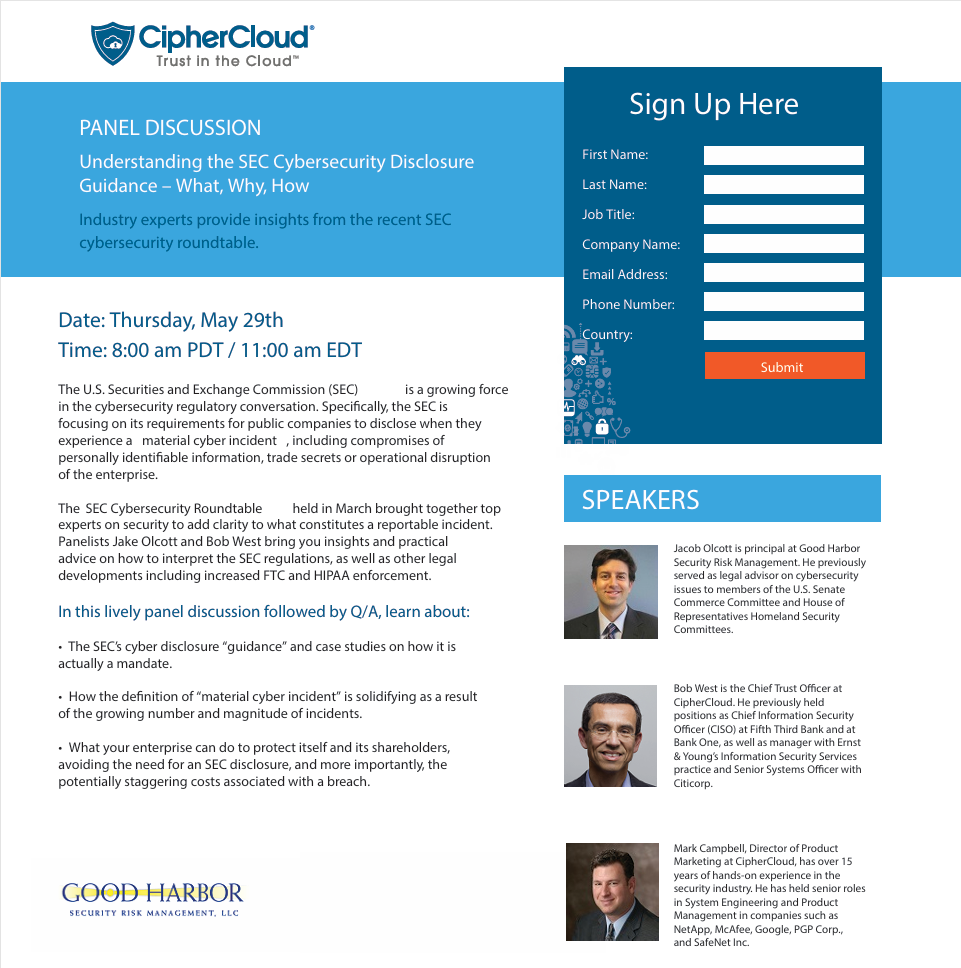 CipherCloud®
Trust in the Cloud™
PANEL DISCUSSION
Understanding the SEC Cybersecurity Disclosure
Guidance – What, Why, How
Industry experts provide insights from the recent SEC
cybersecurity roundtable.
Sign Up Here
First Name:
Last Name:
Job Title:
Company Name:
Email Address:
Phone Number:
Country:
Submit
Date: Thursday, May 29th
Time: 8:00 am PDT / 11:00 am EDT
The U.S. Securities and Exchange Commission (SEC) is a growing force
in the cybersecurity regulatory conversation. Specifically, the SEC is
focusing on its requirements for public companies to disclose when they
experience a material cyber incident , including compromises of
personally identifiable information, trade secrets or operational disruption
of the enterprise.
The SEC Cybersecurity Roundtable held in March brought together top
experts on security to add clarity to what constitutes a reportable incident.
Panelists Jake Olcott and Bob West bring you insights and practical
advice on how to interpret the SEC regulations, as well as other legal
developments including increased FTC and HIPAA enforcement.
In this lively panel discussion followed by Q/A, learn about:
• The SEC’s cyber disclosure “guidance” and case studies on how it is
actually a mandate.
• How the definition of “material cyber incident” is solidifying as a result
of the growing number and magnitude of incidents.
• What your enterprise can do to protect itself and its shareholders,
avoiding the need for an SEC disclosure, and more importantly, the
potentially staggering costs associated with a breach.
GOOD HARBOR
SECURITY RISK MANAGEMENT, LLC
SPEAKERS
Jacob Olcott is principal at Good Harbor
Security Risk Management. He previously
served as legal advisor on cybersecurity
issues to members of the U.S. Senate
Commerce Committee and House of
Representatives Homeland Security
Committees.
Bob West is the Chief Trust Officer at
CipherCloud. He previously held
positions as Chief Information Security
Officer (CISO) at Fifth Third Bank and at
Bank One, as well as manager with Ernst
& Young’s Information Security Services
practice and Senior Systems Officer with
Citicorp.
Mark Campbell, Director of Product
Marketing at CipherCloud, has over 15
years of hands-on experience in the
security industry. He has held senior roles
in System Engineering and Product
Management in companies such as
NetApp, McAfee, Google, PGP Corp.,
and SafeNet Inc.